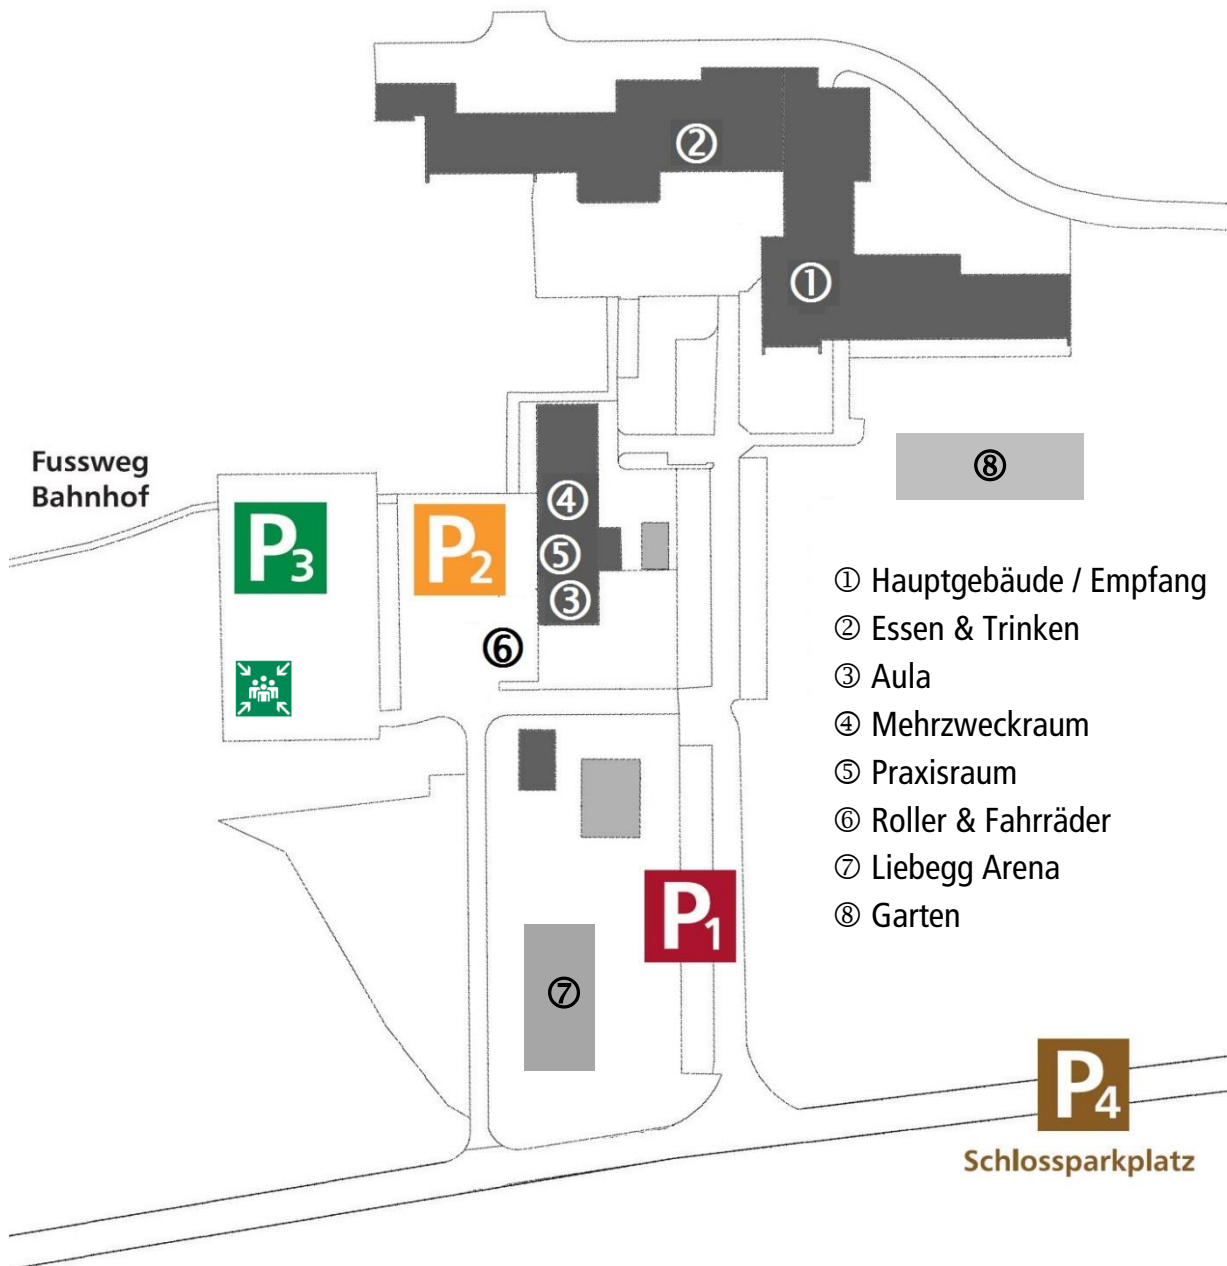 ②
①
Fussweg
Bahnhof
⑧
④
P3
P2
⑤
③
⑥
① Hauptgebäude / Empfang
② Essen & Trinken
③ Aula
④ Mehrzweckraum
⑤ Praxisraum
⑥ Roller & Fahrräder
⑦ Liebegg Arena
⑧ Garten
P1
⑦
P4
Schlossparkplatz